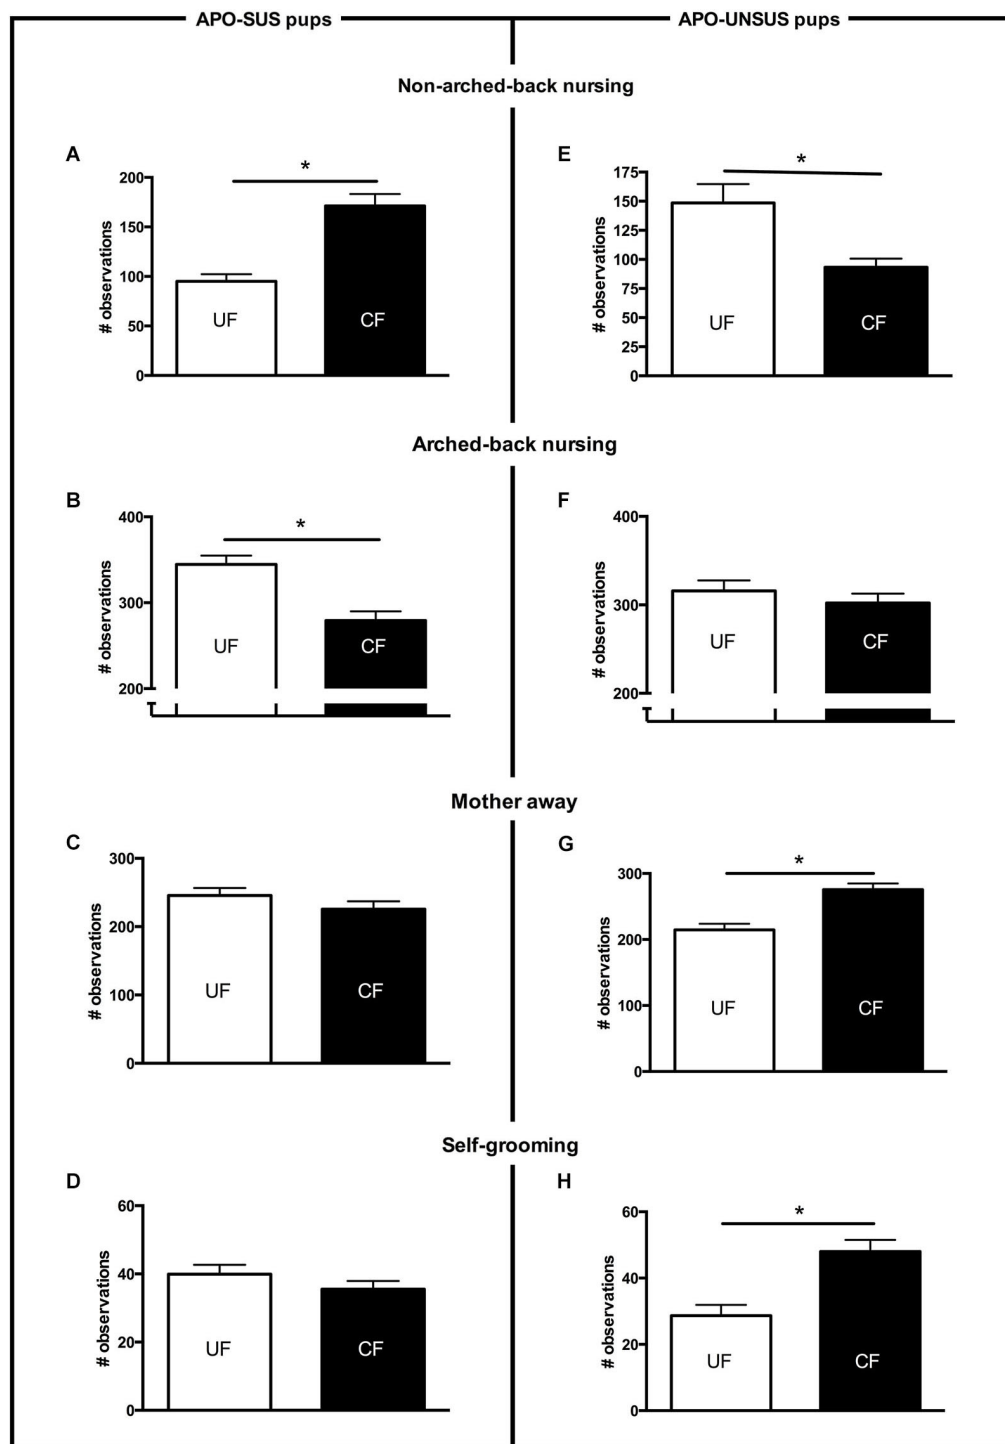 APO-SUS pups
APO-UNSUS pups
Non-arched-back nursing
A
*
# observations
200
150
100
50
0
UF
CF
E
*
# observations
175
150
125
100
75
50
25
0
UF
CF
Arched-back nursing
B
*
# observations
400
300
200
UF
CF
F
# observations
400
300
200
UF
CF
Mother away
C
# observations
300
200
100
0
UF
CF
G
*
# observations
300
200
100
0
UF
CF
Self-grooming
D
# observations
60
40
20
0
UF
CF
H
*
# observations
60
40
20
0
UF
CF